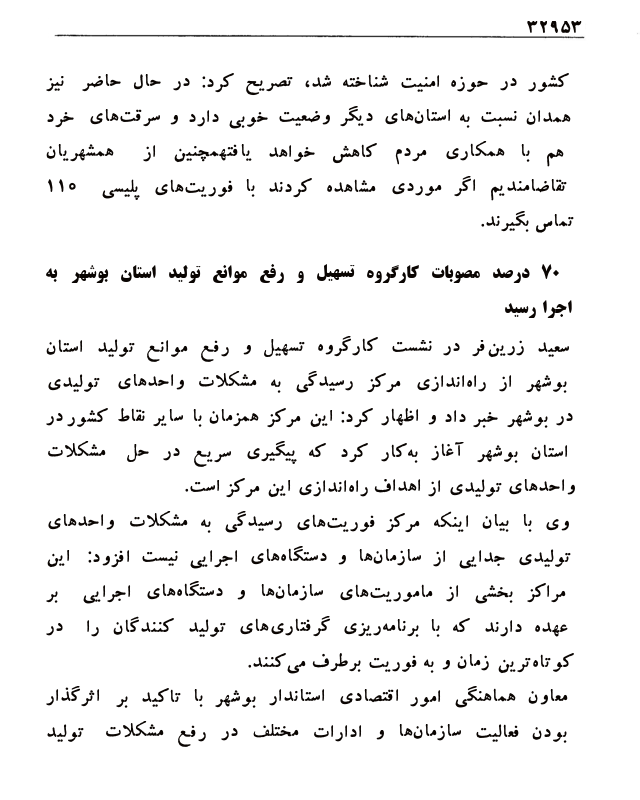 ۳۲۹۵۳
کشور در حوزه امنیت شناخته شد، تصریح کرد: در حال حاضر نیز
همدان نسبت به استان‌های دیگر وضعیت خوبی دارد و سرقت‌های خرد
هم با همکاری مردم کاهش خواهد یافتهمچنین از همشهریان
تقاضامندیم اگر موردی مشاهده کردند با فوریت‌های پلیسی ۱۱۰
تماس بگیرند.
۷۰ درصد مصوبات کارگروه تسهیل و رفع موانع تولید استان بوشهر به
اجرا رسید
سعید زرین‌فر در نشست کارگروه تسهیل و رفع موانع تولید استان
بوشهر از راه‌اندازی مرکز رسیدگی به مشکلات واحدهای تولیدی
در بوشهر خبر داد و اظهار کرد: این مرکز همزمان با سایر نقاط کشور در
استان بوشهر آغاز به‌کار کرد که پیگیری سریع در حل مشکلات
واحدهای تولیدی از اهداف راه‌اندازی این مرکز است.
وی با بیان اینکه مرکز فوریت‌های رسیدگی به مشکلات واحدهای
تولیدی جدایی از سازمان‌ها و دستگاه‌های اجرایی نیست افزود: این
مراکز بخشی از ماموریت‌های سازمان‌ها و دستگاه‌های اجرایی بر
عهده دارند که با برنامه‌ریزی گرفتاری‌های تولید کنندگان را در
کوتاه‌ترین زمان و به فوریت برطرف می‌کنند.
معاون هماهنگی امور اقتصادی استاندار بوشهر با تاکید بر اثرگذار
بودن فعالیت سازمان‌ها و ادارات مختلف در رفع مشکلات تولید